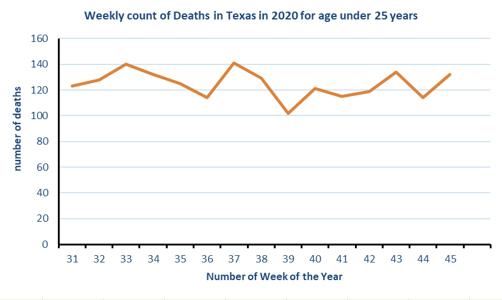 Weekly count of Deaths in Texas in 2020 for age under 25 years
160
140
120
100
80
60
40
20
0
number of deaths
31 32 33 34 35 36 37 38 39 40 41 42 43 44 45
Number of Week of the Year